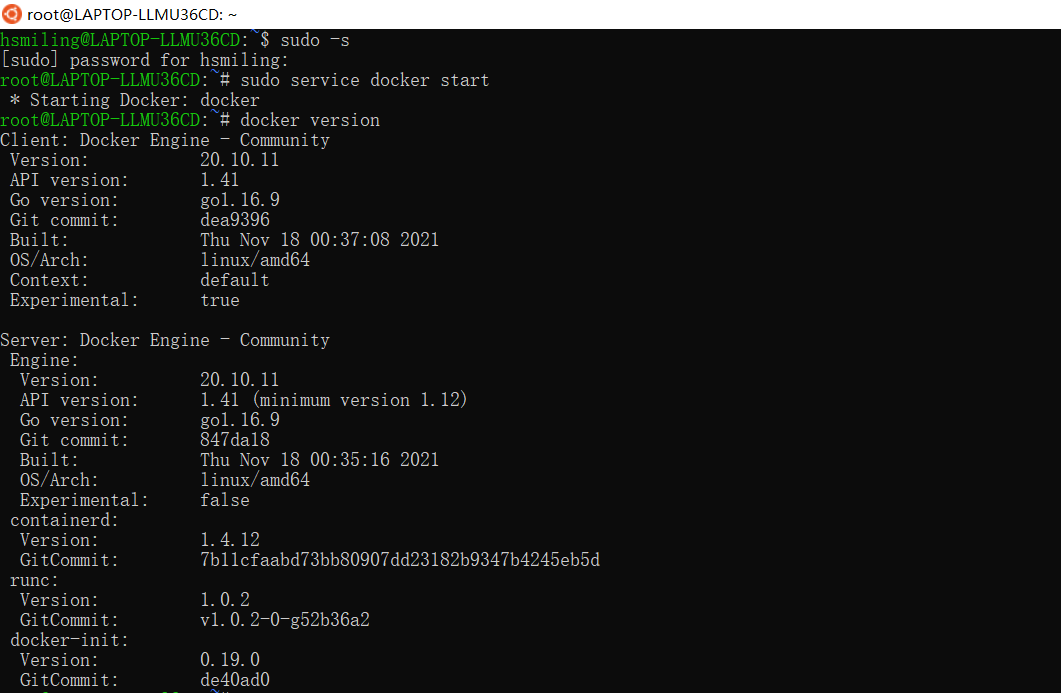 root@LAPTOP-LLMU36CD: ~
hsmiling@LAPTOP-LLMU36CD:~$ sudo -s
[sudo] password for hsmiling:
root@LAPTOP-LLMU36CD:~# sudo service docker start
 * Starting Docker: docker
root@LAPTOP-LLMU36CD:~# docker version
Client: Docker Engine - Community
 Version:           20.10.11
 API version:       1.41
 Go version:        go1.16.9
 Git commit:        dea9396
 Built:             Thu Nov 18 00:37:08 2021
 OS/Arch:           linux/amd64
 Context:           default
 Experimental:      true

Server: Docker Engine - Community
 Engine:
  Version:          20.10.11
  API version:      1.41 (minimum version 1.12)
  Go version:       go1.16.9
  Git commit:       847da18
  Built:            Thu Nov 18 00:35:16 2021
  OS/Arch:          linux/amd64
  Experimental:     false
 containerd:
  Version:          1.4.12
  GitCommit:        7b11cfaabd73bb80907dd23182b9347b4245eb5d
 runc:
  Version:          1.0.2
  GitCommit:        v1.0.2-0-g52b36a2
 docker-init:
  Version:          0.19.0
  GitCommit:        de40ad0